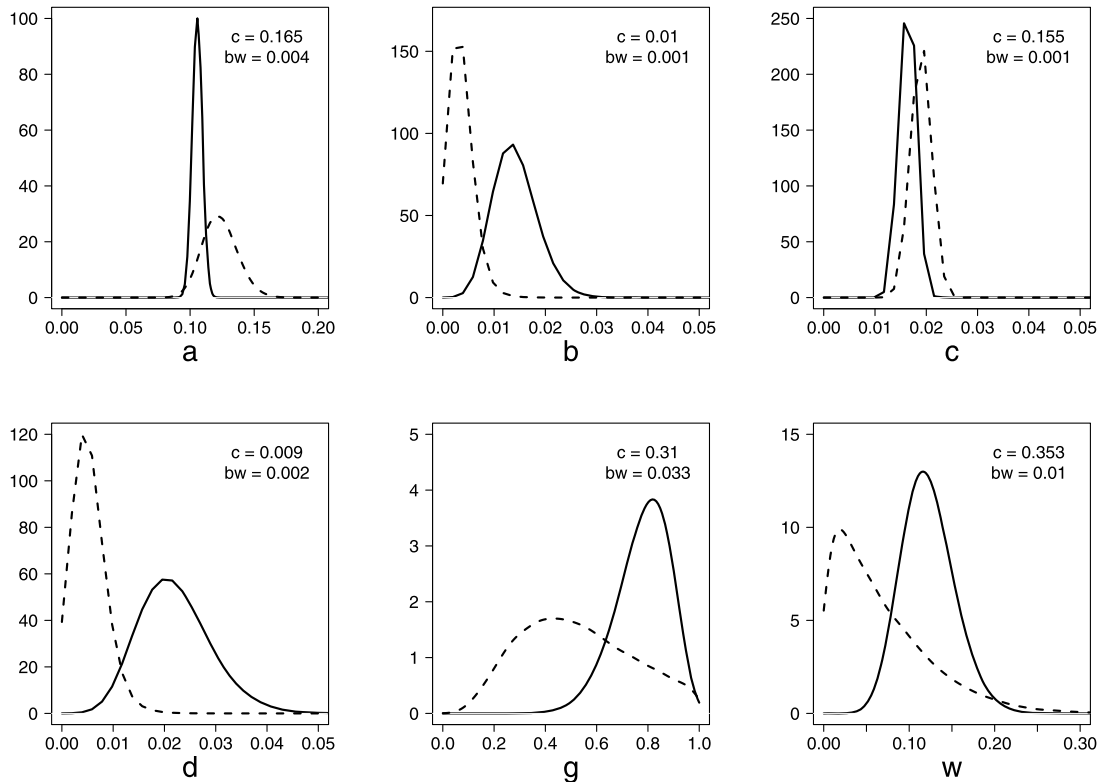 c = 0.165
bw = 0.004
100
80
60
40
20
0
0.00 0.05 0.10 0.15 0.20
a
c = 0.01
bw = 0.001
150
100
50
0
0.00 0.01 0.02 0.03 0.04 0.05
b
c = 0.155
bw = 0.001
250
200
150
100
50
0
0.00 0.01 0.02 0.03 0.04 0.05
c
c = 0.009
bw = 0.002
120
100
80
60
40
20
0
0.00 0.01 0.02 0.03 0.04 0.05
d
c = 0.31
bw = 0.033
5
4
3
2
1
0
0.0 0.2 0.4 0.6 0.8 1.0
g
c = 0.353
bw = 0.01
15
10
5
0
0.00 0.10 0.20 0.30
w